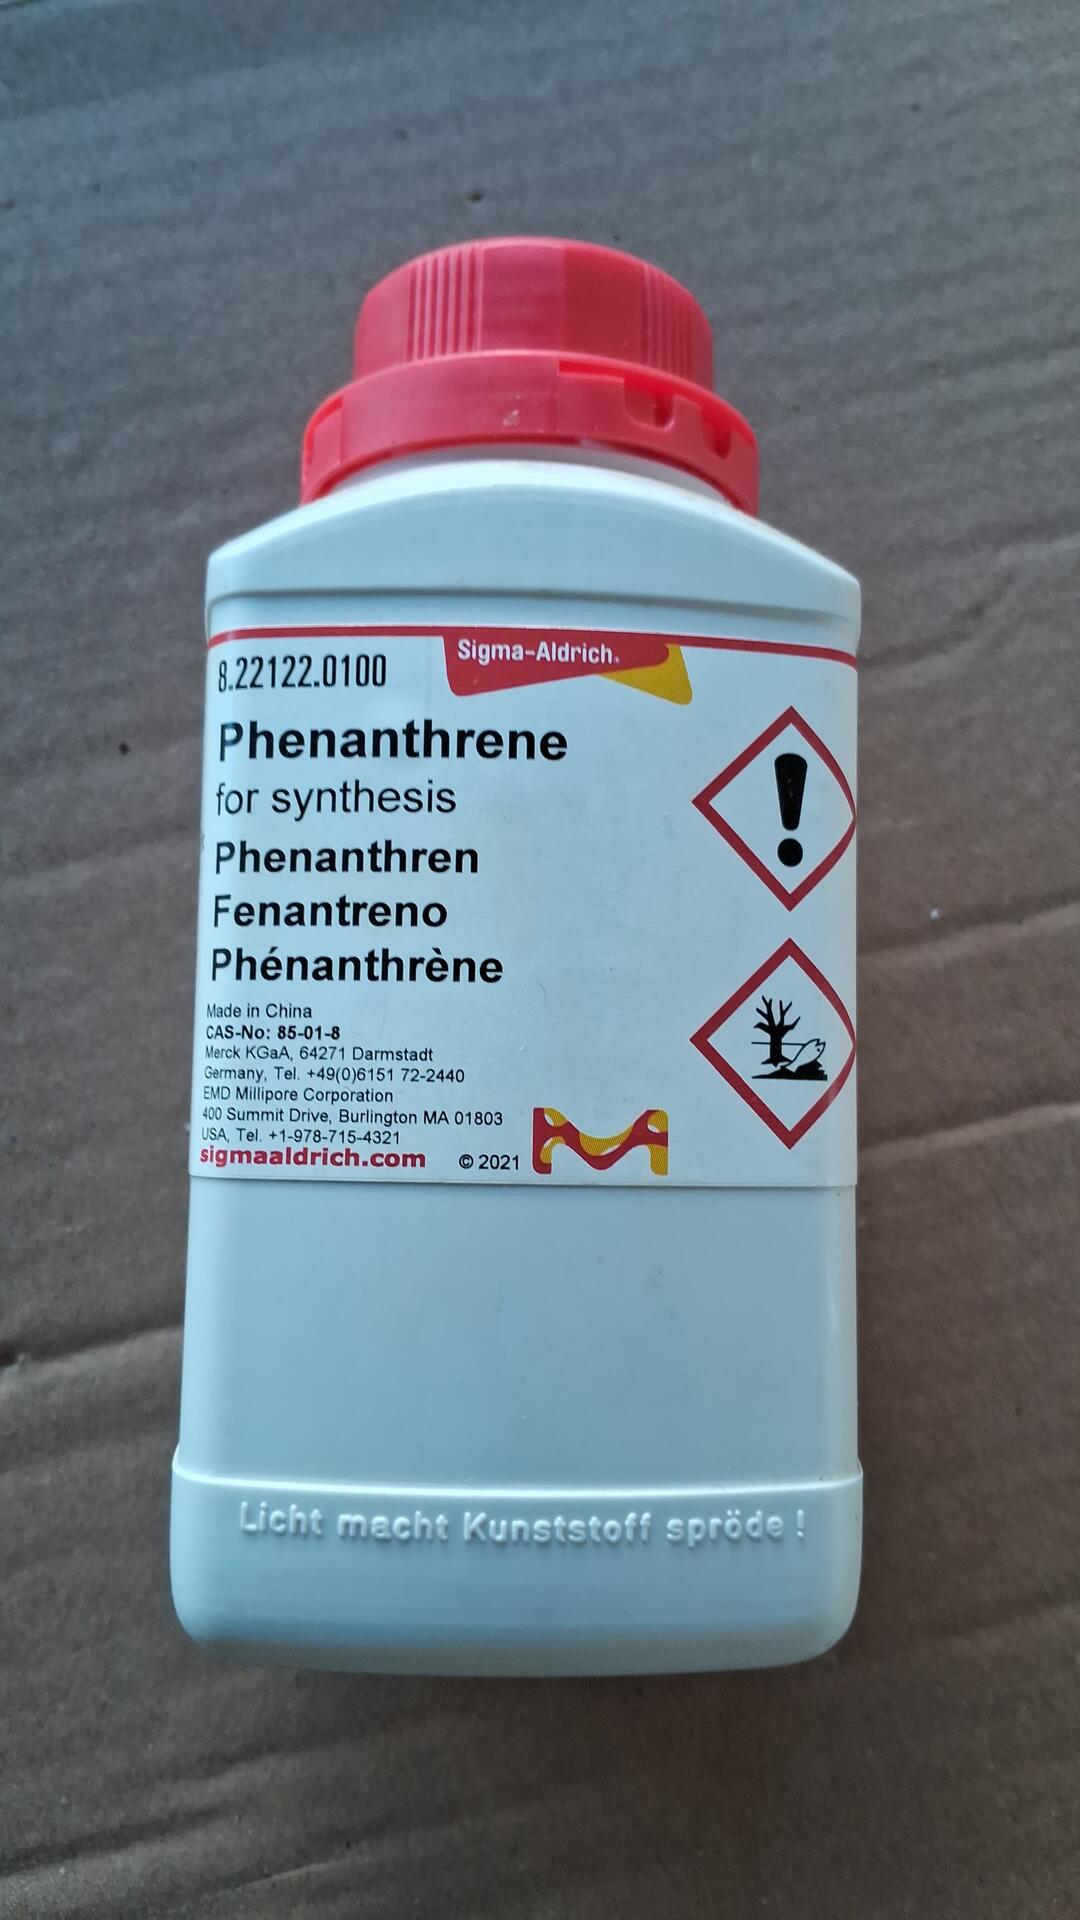 8.22122.0100
Sigma-Aldrich®
Phenanthrene
for synthesis
Phenanthren
Fenantreno
Phénanthrène
Made in China
CAS-No: 85-01-8
Merck KGaA, 64271 Darmstadt
Germany, Tel. +49(0)6151 72-2440
EMD Millipore Corporation
400 Summit Drive, Burlington MA 01803
USA, Tel. +1-978-715-4321
sigmaaldrich.com © 2021
Licht macht Kunststoff spröde !